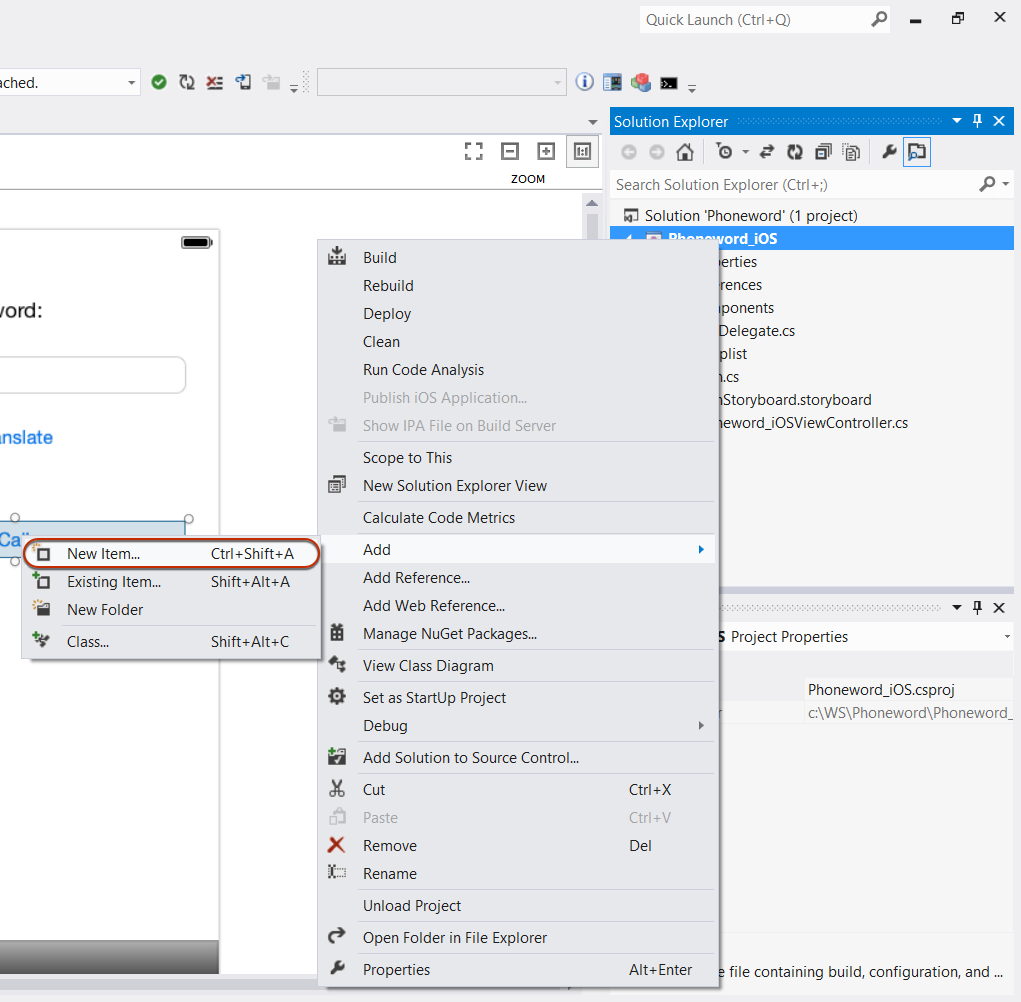 Quick Launch (Ctrl+Q)
ached.
Solution Explorer
ZOOM
Search Solution Explorer (Ctrl+;)
Solution 'Phoneword' (1 project)
Phoneword_iOS
perties
rences
ponents
Delegate.cs
plist
n.cs
nStoryboard.storyboard
neword_iOSViewController.cs
word:
anslate
Call
Build
Rebuild
Deploy
Clean
Run Code Analysis
Publish iOS Application...
Show IPA File on Build Server
Scope to This
New Solution Explorer View
Calculate Code Metrics
Add
Add Reference...
Add Web Reference...
Manage NuGet Packages...
View Class Diagram
Set as StartUp Project
Debug
Add Solution to Source Control...
Cut Ctrl+X
Paste Ctrl+V
Remove Del
Rename
Unload Project
Open Folder in File Explorer
Properties Alt+Enter
New Item... Ctrl+Shift+A
Existing Item... Shift+Alt+A
New Folder
Class... Shift+Alt+C
S Project Properties
Phoneword_iOS.csproj
r c:\WS\Phoneword\Phoneword_
e file containing build, configuration, and ...